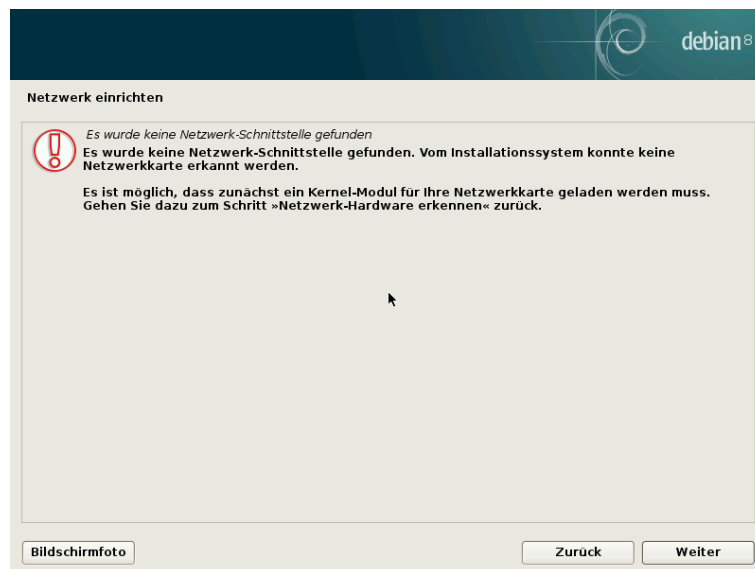 debian 8
Netzwerk einrichten
Es wurde keine Netzwerk-Schnittstelle gefunden
Es wurde keine Netzwerk-Schnittstelle gefunden. Vom Installationssystem konnte keine
Netzwerkkarte erkannt werden.
Es ist möglich, dass zunächst ein Kernel-Modul für Ihre Netzwerkkarte geladen werden muss.
Gehen Sie dazu zum Schritt »Netzwerk-Hardware erkennen« zurück.
Bildschirmfoto
Zurück
Weiter